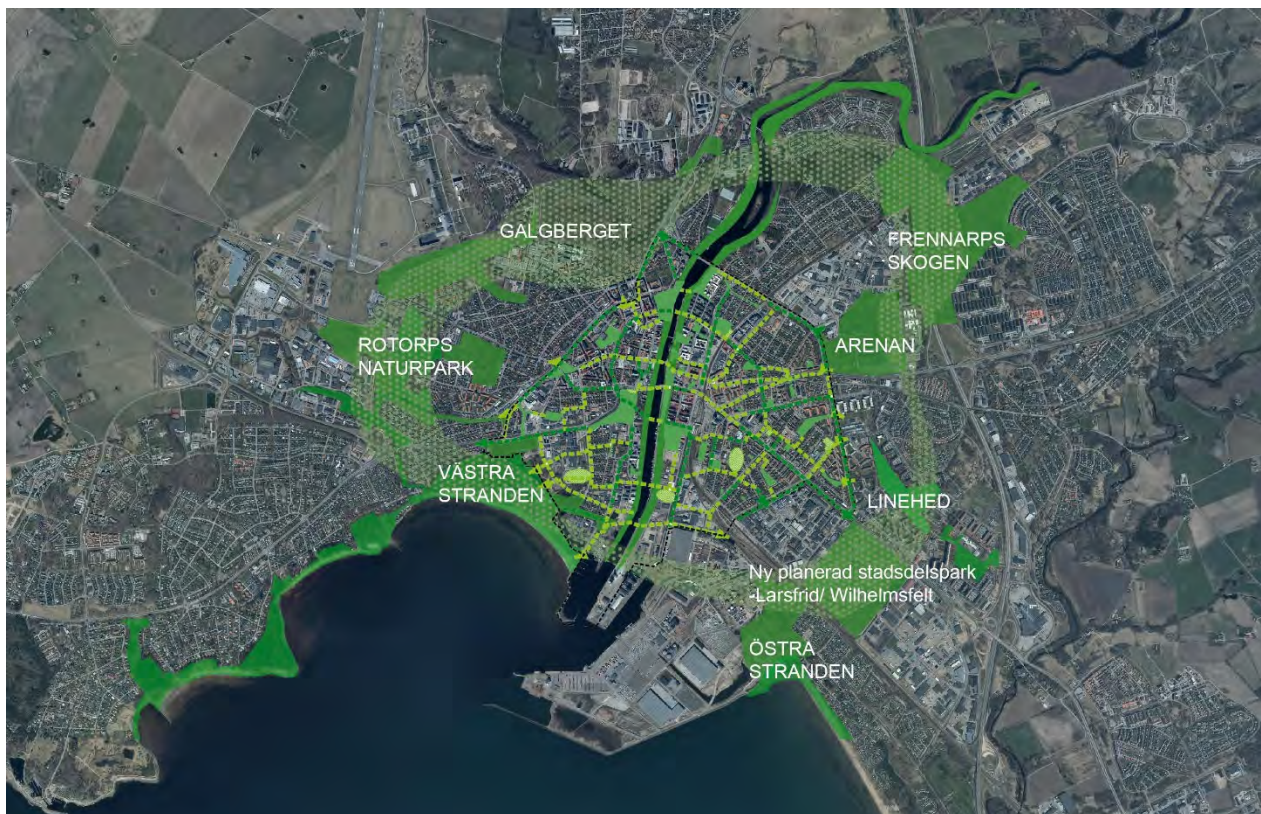 GALGBERGET
FRENNARPS
SKOGEN
ROTORPS
NATURPARK
ARENAN
VÄSTRA
STRANDEN
LINEHED
Ny planerad stadsdelspark
-Larsfrid/ Wilhelmsfelt
ÖSTRA
STRANDEN